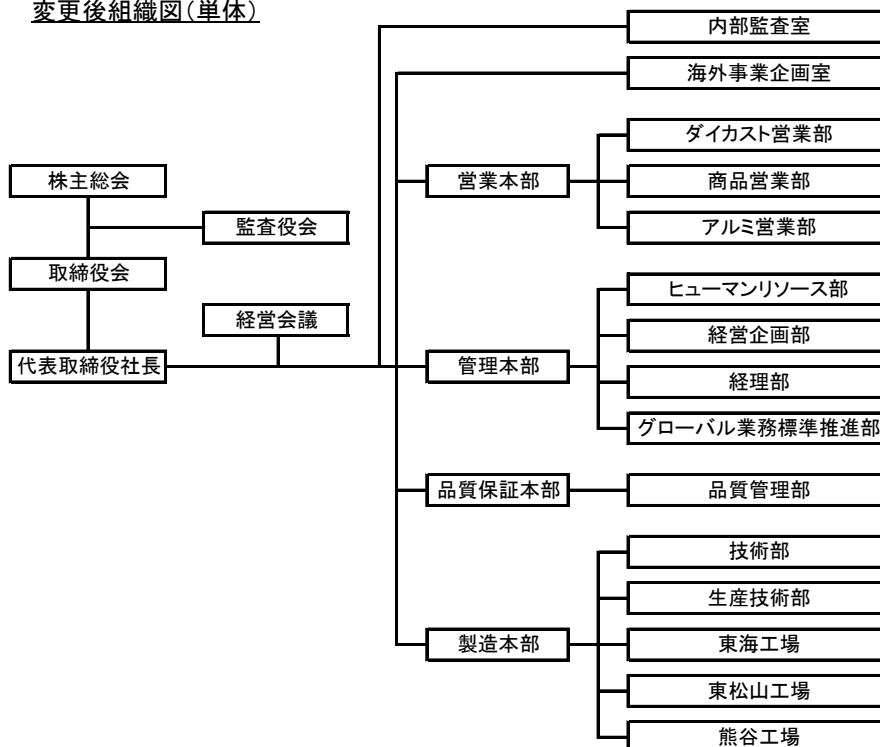 変更後組織図(単体)
株主総会
監査役会
取締役会
経営会議
代表取締役社長
内部監査室
海外事業企画室
営業本部
ダイカスト営業部
商品営業部
アルミ営業部
管理本部
ヒューマンリソース部
経営企画部
経理部
グローバル業務標準推進部
品質保証本部
品質管理部
製造本部
技術部
生産技術部
東海工場
東松山工場
熊谷工場